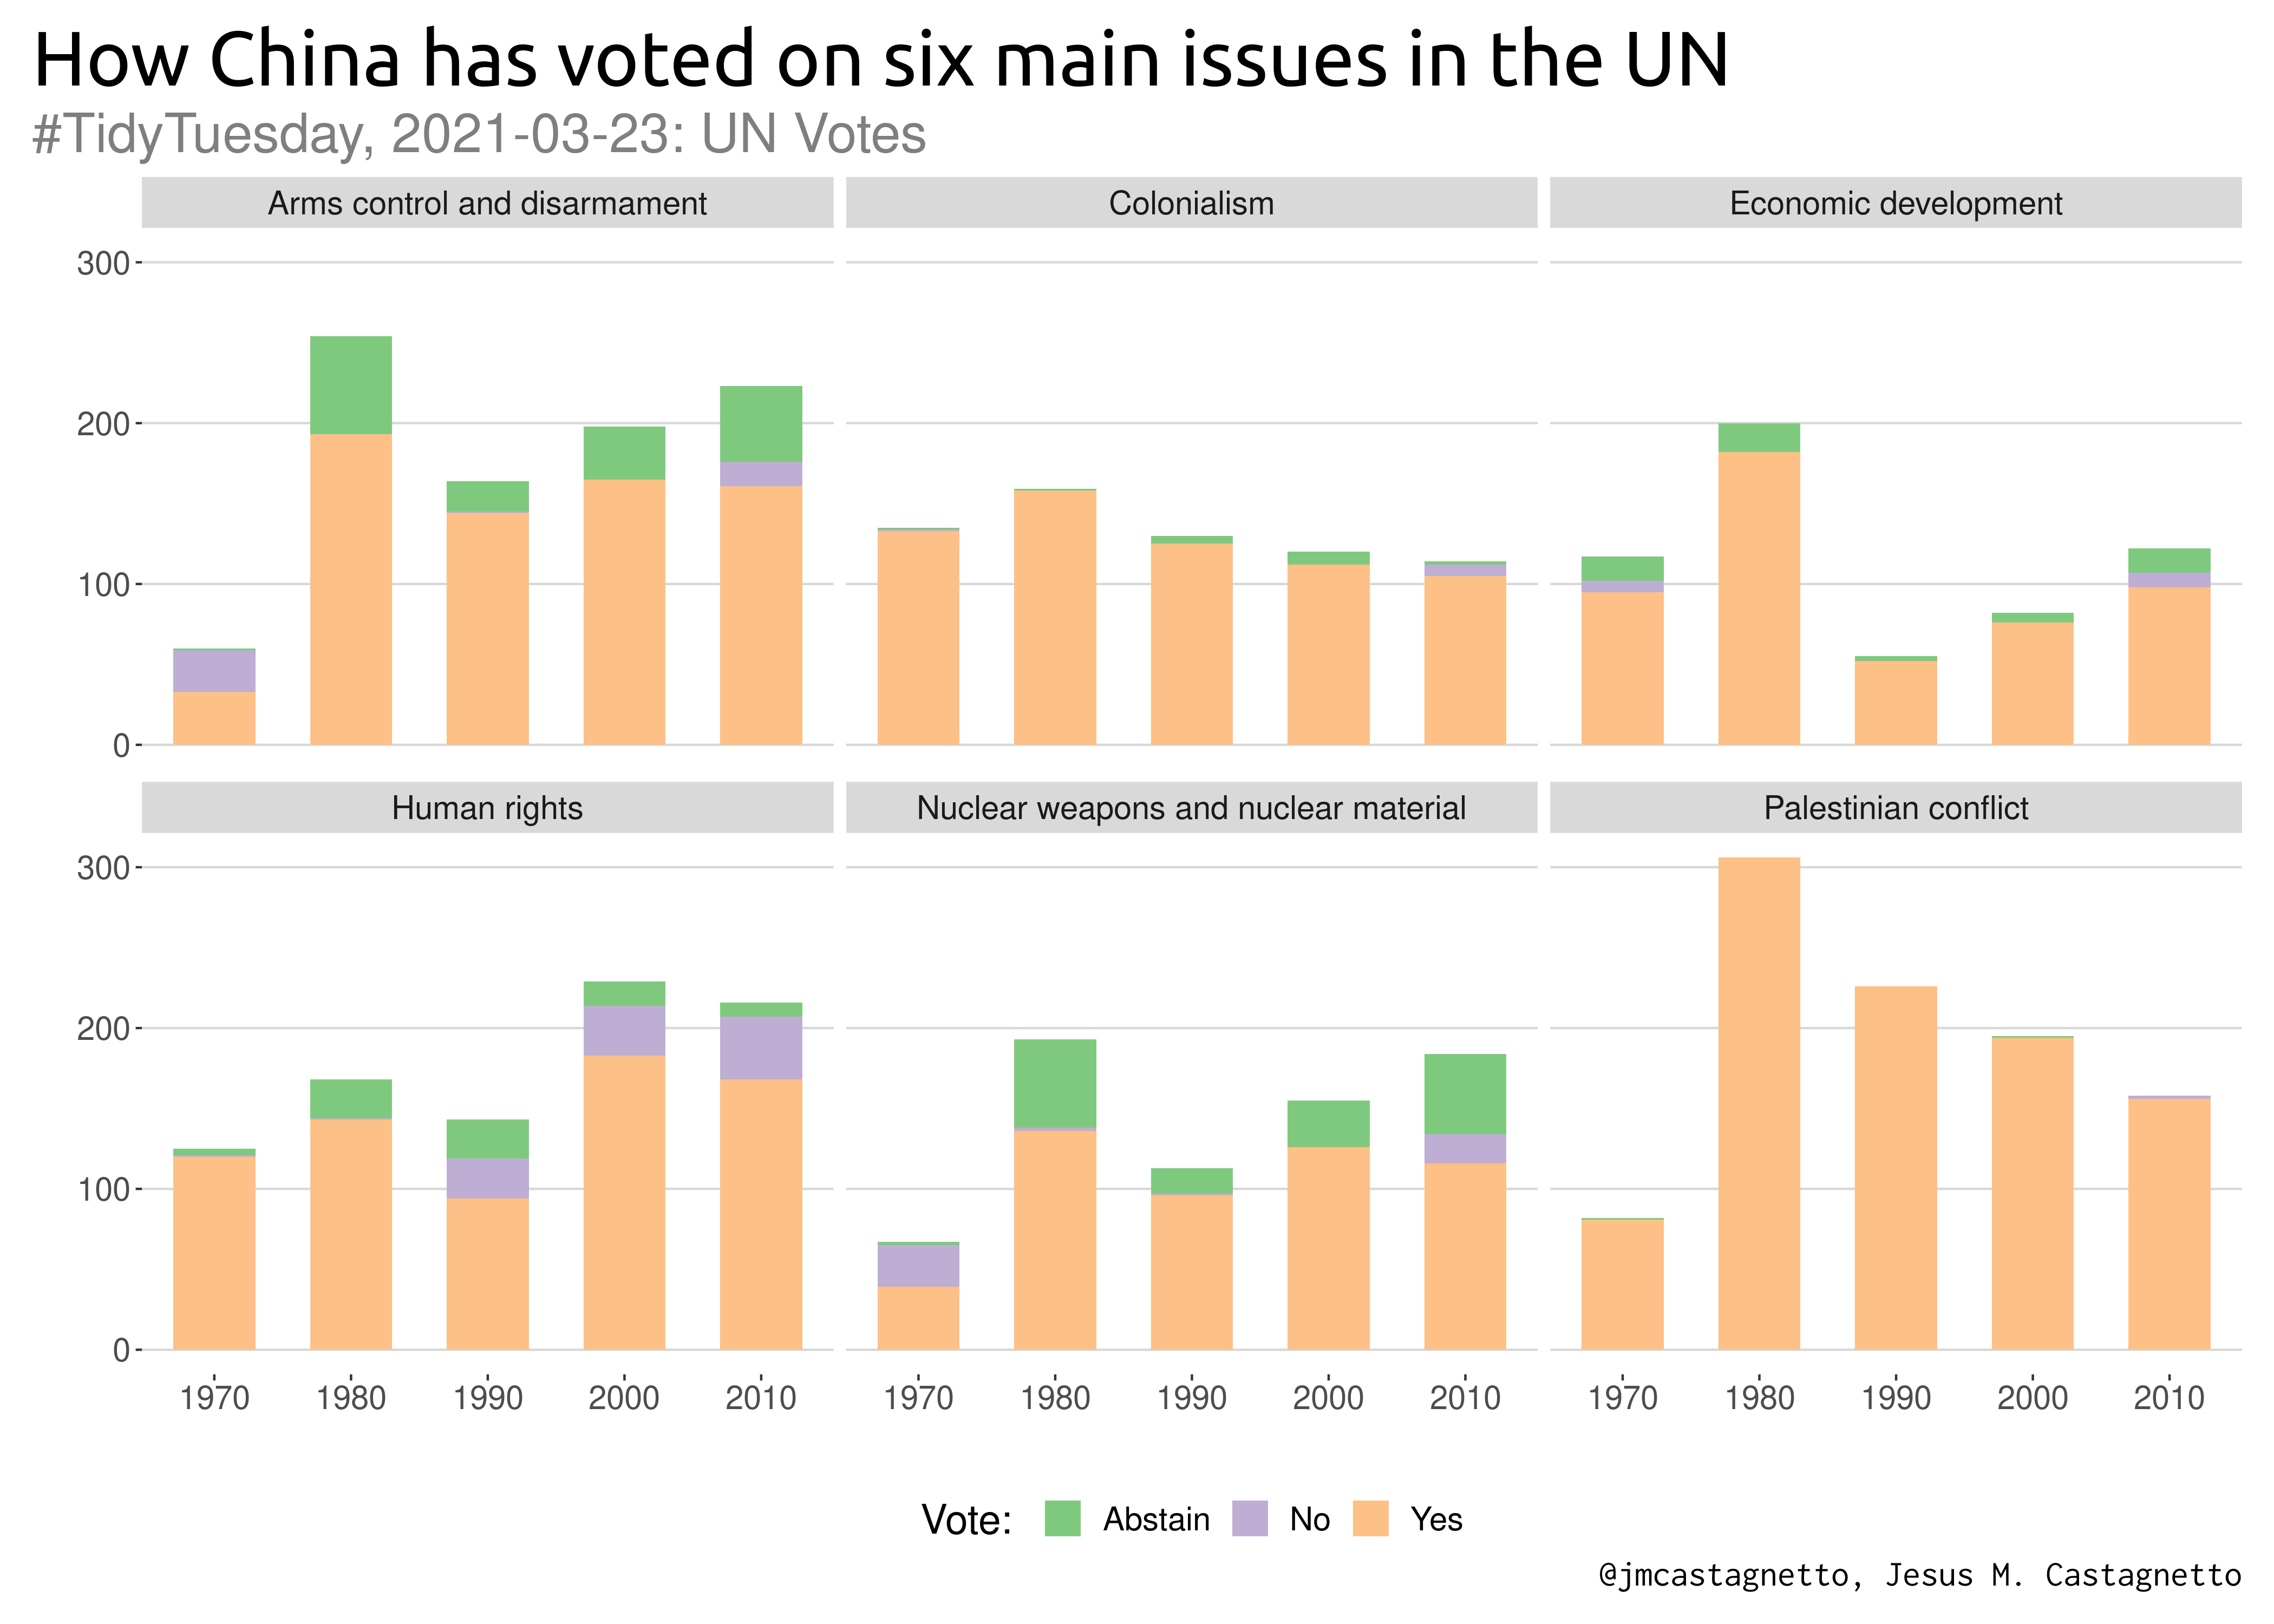 How China has voted on six main issues in the UN
#TidyTuesday, 2021-03-23: UN Votes
Arms control and disarmament
Colonialism
Economic development
300
200
100
0
Human rights
Nuclear weapons and nuclear material
Palestinian conflict
300
200
100
0
1970 1980 1990 2000 2010
1970 1980 1990 2000 2010
1970 1980 1990 2000 2010
Vote: Abstain No Yes
@jmcastagnetto, Jesus M. Castagnetto